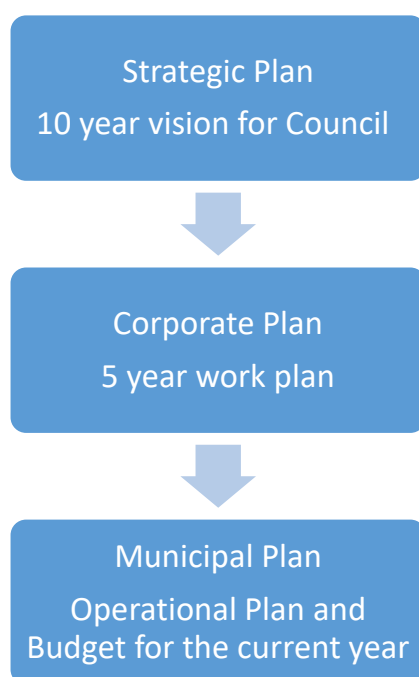 Strategic Plan
10 year vision for Council
Corporate Plan
5 year work plan
Municipal Plan
Operational Plan and
Budget for the current year